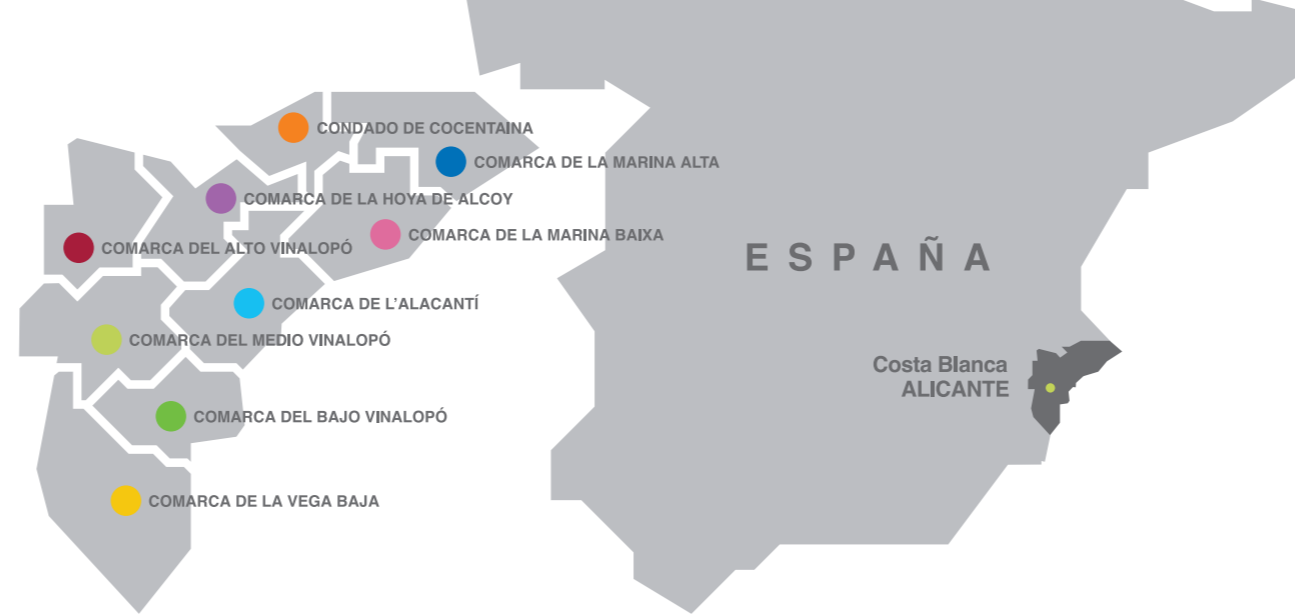 CONDADO DE COCENTAINA
COMARCA DE LA MARINA ALTA
COMARCA DE LA HOYA DE ALCOY
COMARCA DE LA MARINA BAIXA
COMARCA DEL ALTO VINALOPÓ
COMARCA DE L'ALACANTÍ
COMARCA DEL MEDIO VINALOPÓ
COMARCA DEL BAJO VINALOPÓ
COMARCA DE LA VEGA BAJA
ESPAÑA
Costa Blanca
ALICANTE